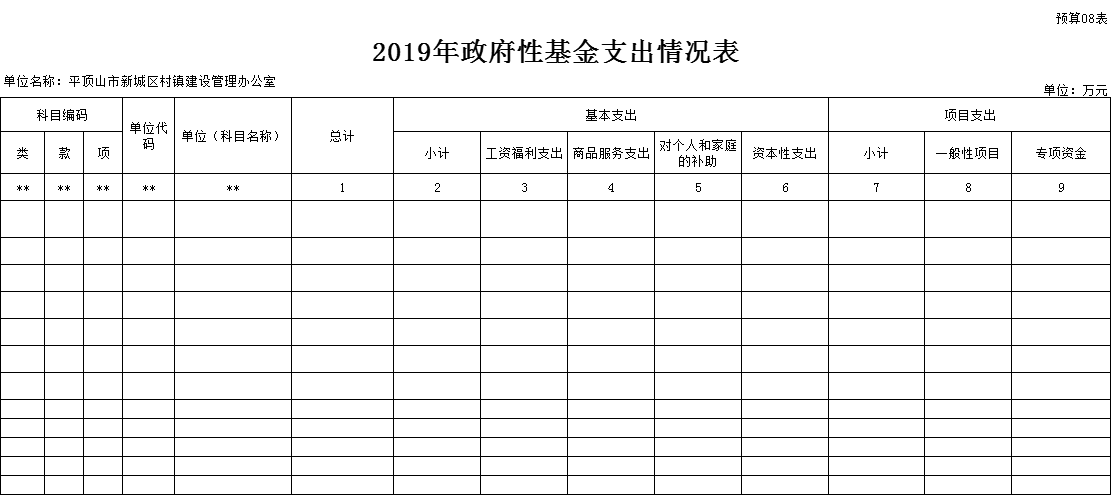 预算08表
2019年政府性基金支出情况表
单位名称：平顶山市新城区村镇建设管理办公室
单位：万元
科目编码 单位代码 单位（科目名称） 总计 基本支出 项目支出
类 款 项 小计 工资福利支出 商品服务支出 对个人和家庭的补助 资本性支出 小计 一般性项目 专项资金
** ** ** ** ** 1 2 3 4 5 6 7 8 9